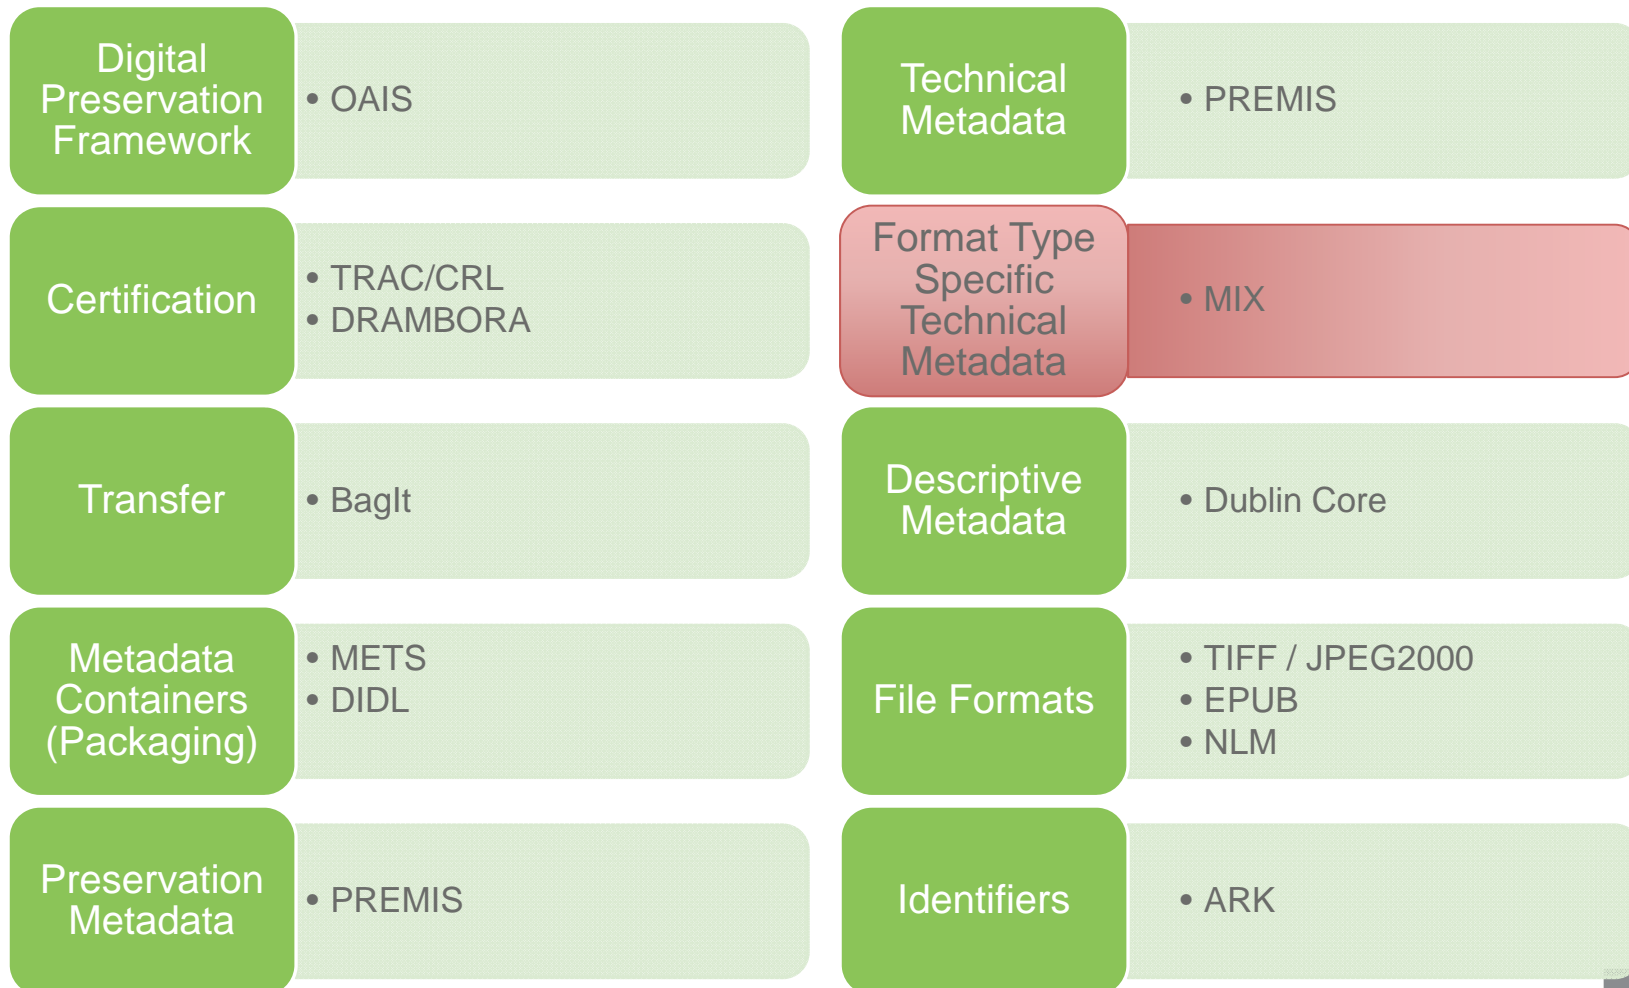 Digital
Preservation
Framework
• OAIS
Certification
• TRAC/CRL
• DRAMBORA
Transfer
• BagIt
Metadata
Containers
(Packaging)
• METS
• DIDL
Preservation
Metadata
• PREMIS
Technical
Metadata
• PREMIS
Format Type
Specific
Technical
Metadata
• MIX
Descriptive
Metadata
• Dublin Core
File Formats
• TIFF / JPEG2000
• EPUB
• NLM
Identifiers
• ARK